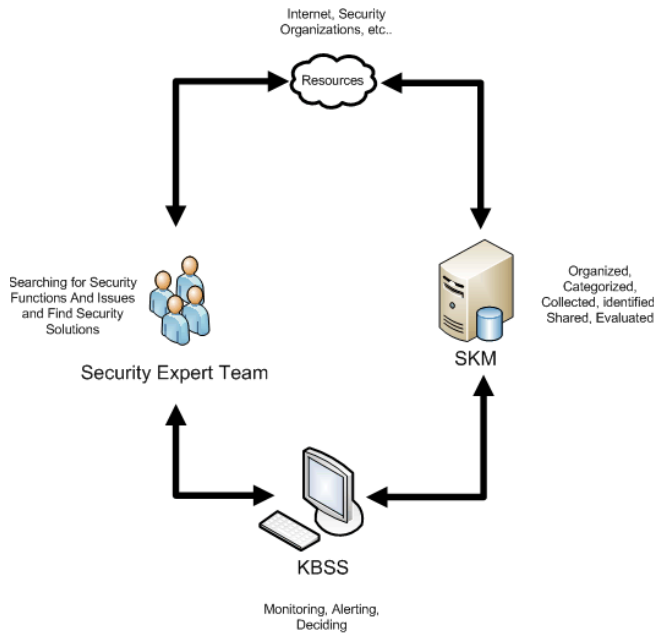 Internet, Security
Organizations, etc..
Resources
Searching for Security
Functions And Issues
and Find Security
Solutions
Security Expert Team
Organized,
Categorized,
Collected, identified
Shared, Evaluated
SKM
KBSS
Monitoring, Alerting,
Deciding